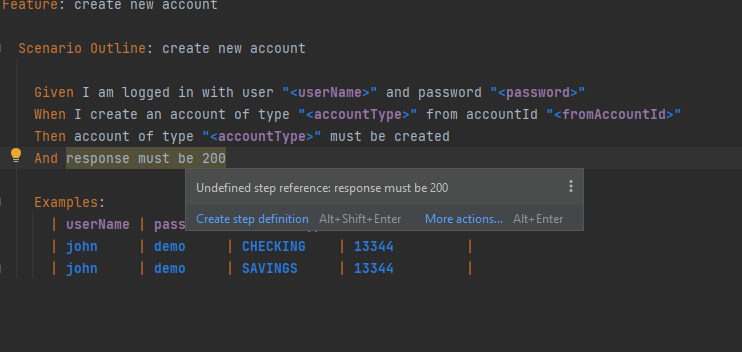 Feature: create new account
Scenario Outline: create new account
Given I am logged in with user "<userName>" and password "<password>"
When I create an account of type "<accountType>" from accountId "<fromAccountId>"
Then account of type "<accountType>" must be created
And response must be 200
Undefined step reference: response must be 200
Create step definition Alt+Shift+Enter More actions... Alt+Enter
Examples:
| userName | pas
| john | demo | CHECKING | 13344 |
| john | demo | SAVINGS | 13344 |